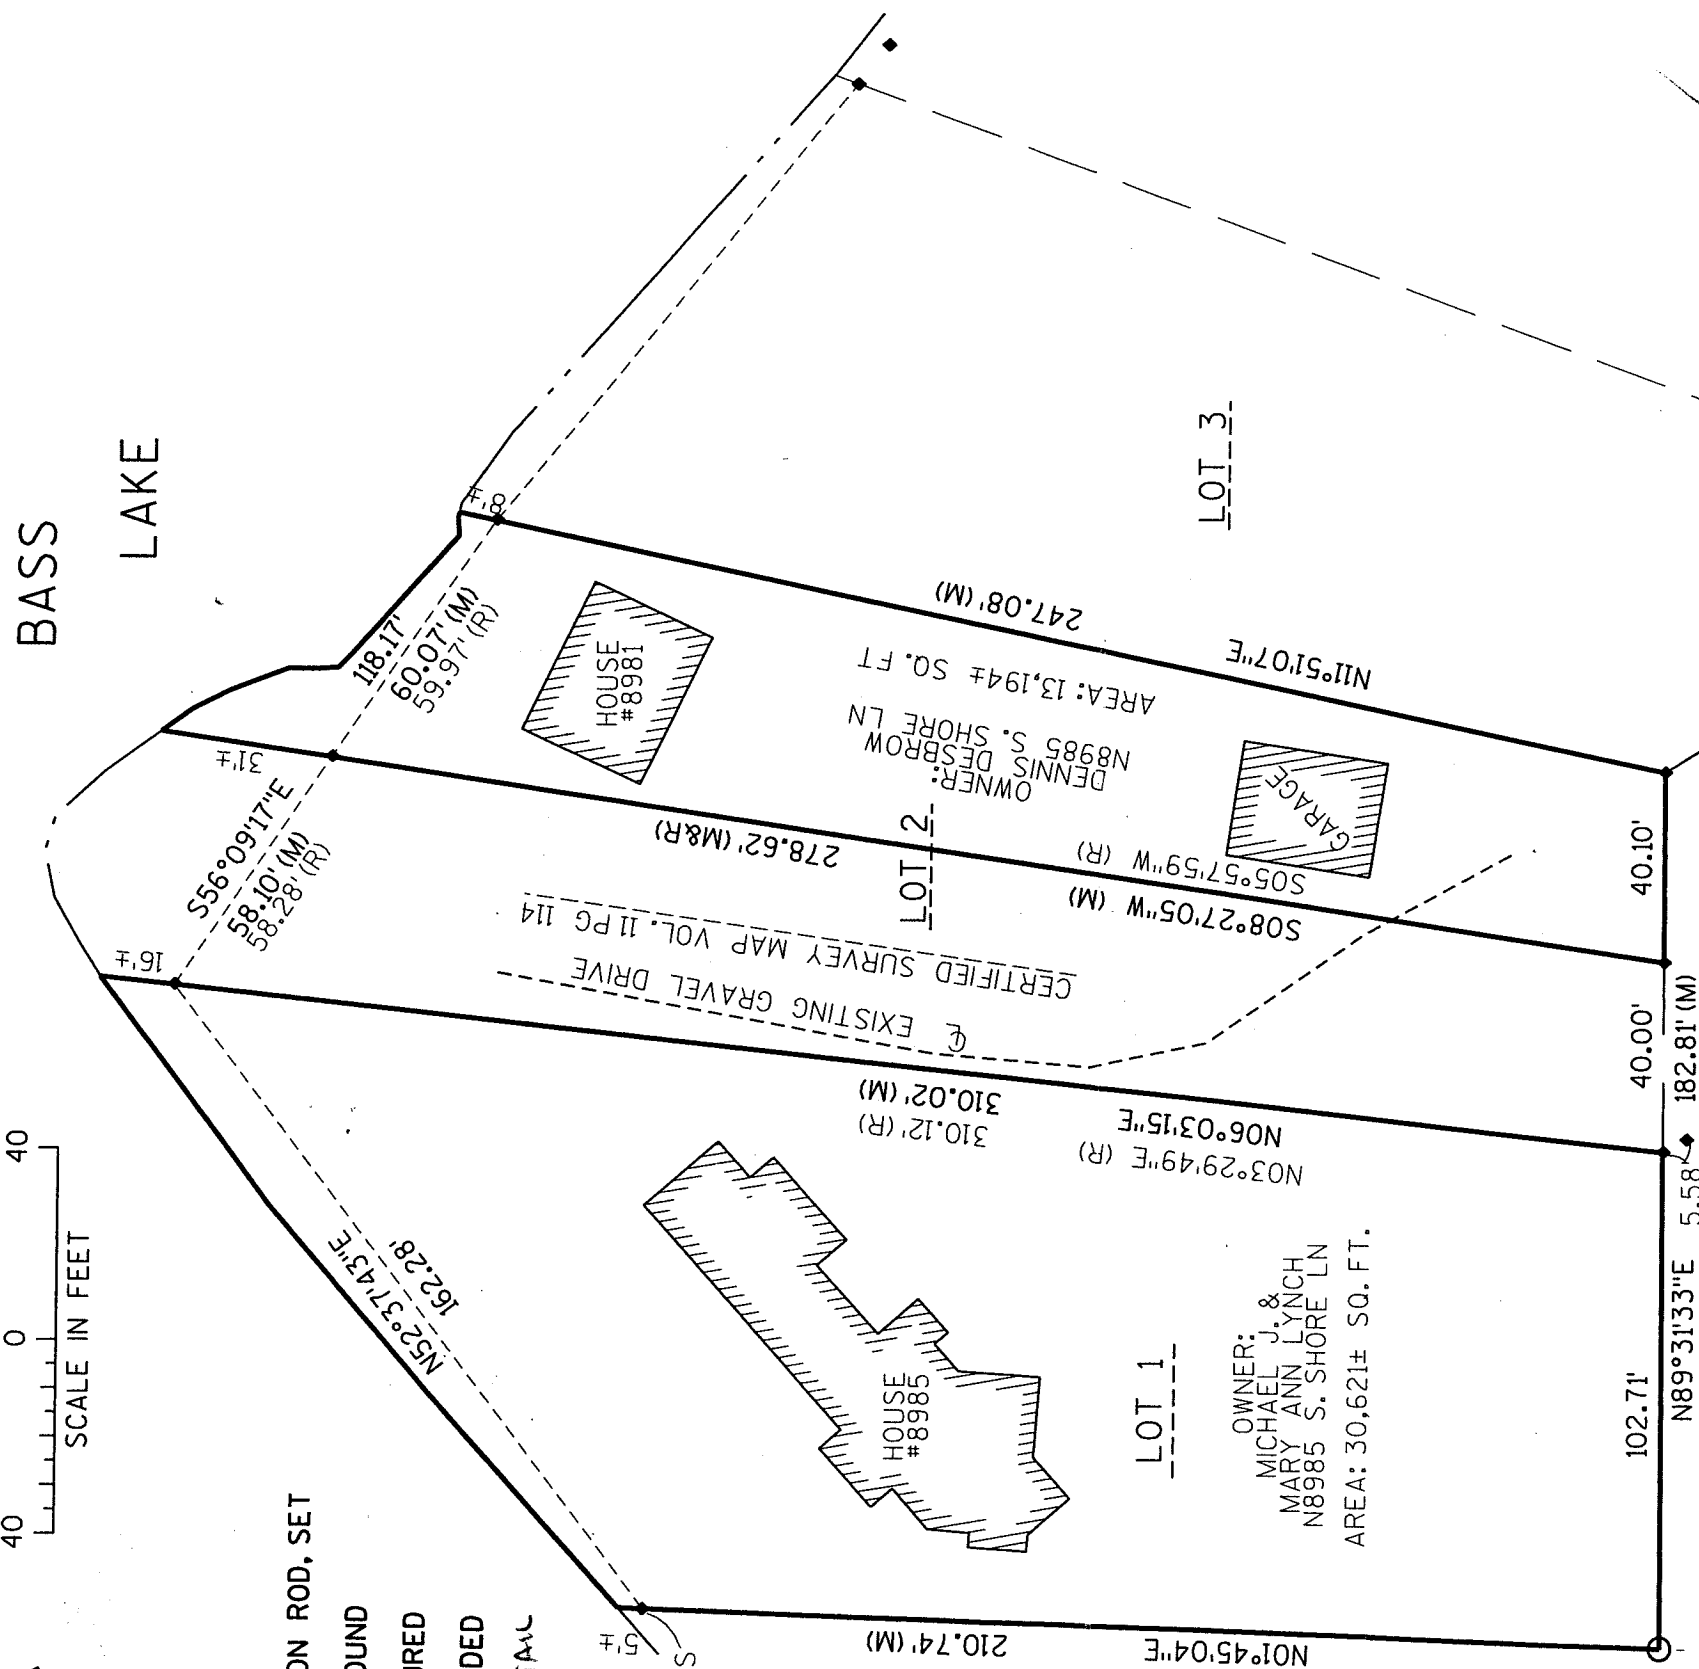 BASS
LAKE
40 0 40
SCALE IN FEET
ON ROD, SET
OUND
URED
DED
S56°09'17"E
118.17'
58.10' (M)
58.28' (R)
60.07' (M)
59.97' (R)
16'±
31'±
8'±
5'±
N52°37'43"E
162.28'
HOUSE
#8981
HOUSE
#8985
GARAGE
LOT 1
LOT 2
LOT 3
OWNER:
MICHAEL J. &
MARY ANN LYNCH
N8985 S. SHORE LN
AREA: 30,621± SQ. FT.
OWNER:
DENNIS DESBROW
N8985 S. SHORE LN
AREA: 13,194± SQ. FT
CERTIFIED SURVEY MAP VOL. 11 PG 114
℄ EXISTING GRAVEL DRIVE
247.08' (M)
N11°51'07"E
278.62' (M&R)
S05°57'59"W (R)
S08°27'05"W (M)
310.02' (M)
310.12' (R)
N06°03'15"E
N03°29'49"E (R)
210.74' (M)
N01°45'04"E
S
102.71'
40.00'
40.10'
N89°31'33"E
5.58'
182.81' (M)